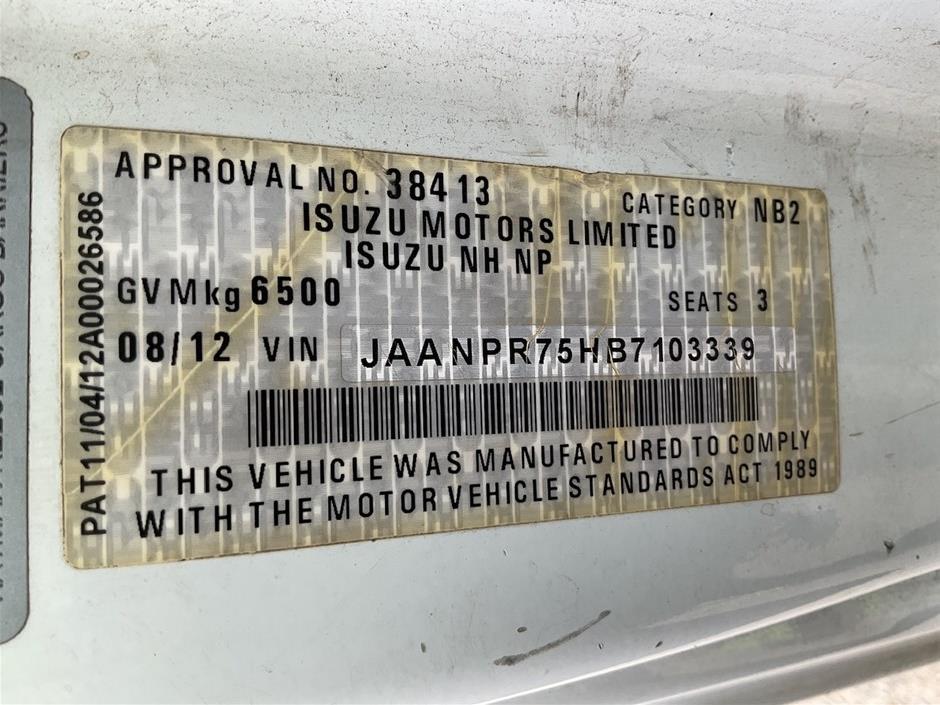 APPROVAL NO. 38413
CATEGORY NB2
ISUZU MOTORS LIMITED
ISUZU NH NP
GVMkg 6500
SEATS 3
08/12 VIN JAANPR75HB7103339
THIS VEHICLE WAS MANUFACTURED TO COMPLY
WITH THE MOTOR VEHICLE STANDARDS ACT 1989
PAT11/04/12A00026586